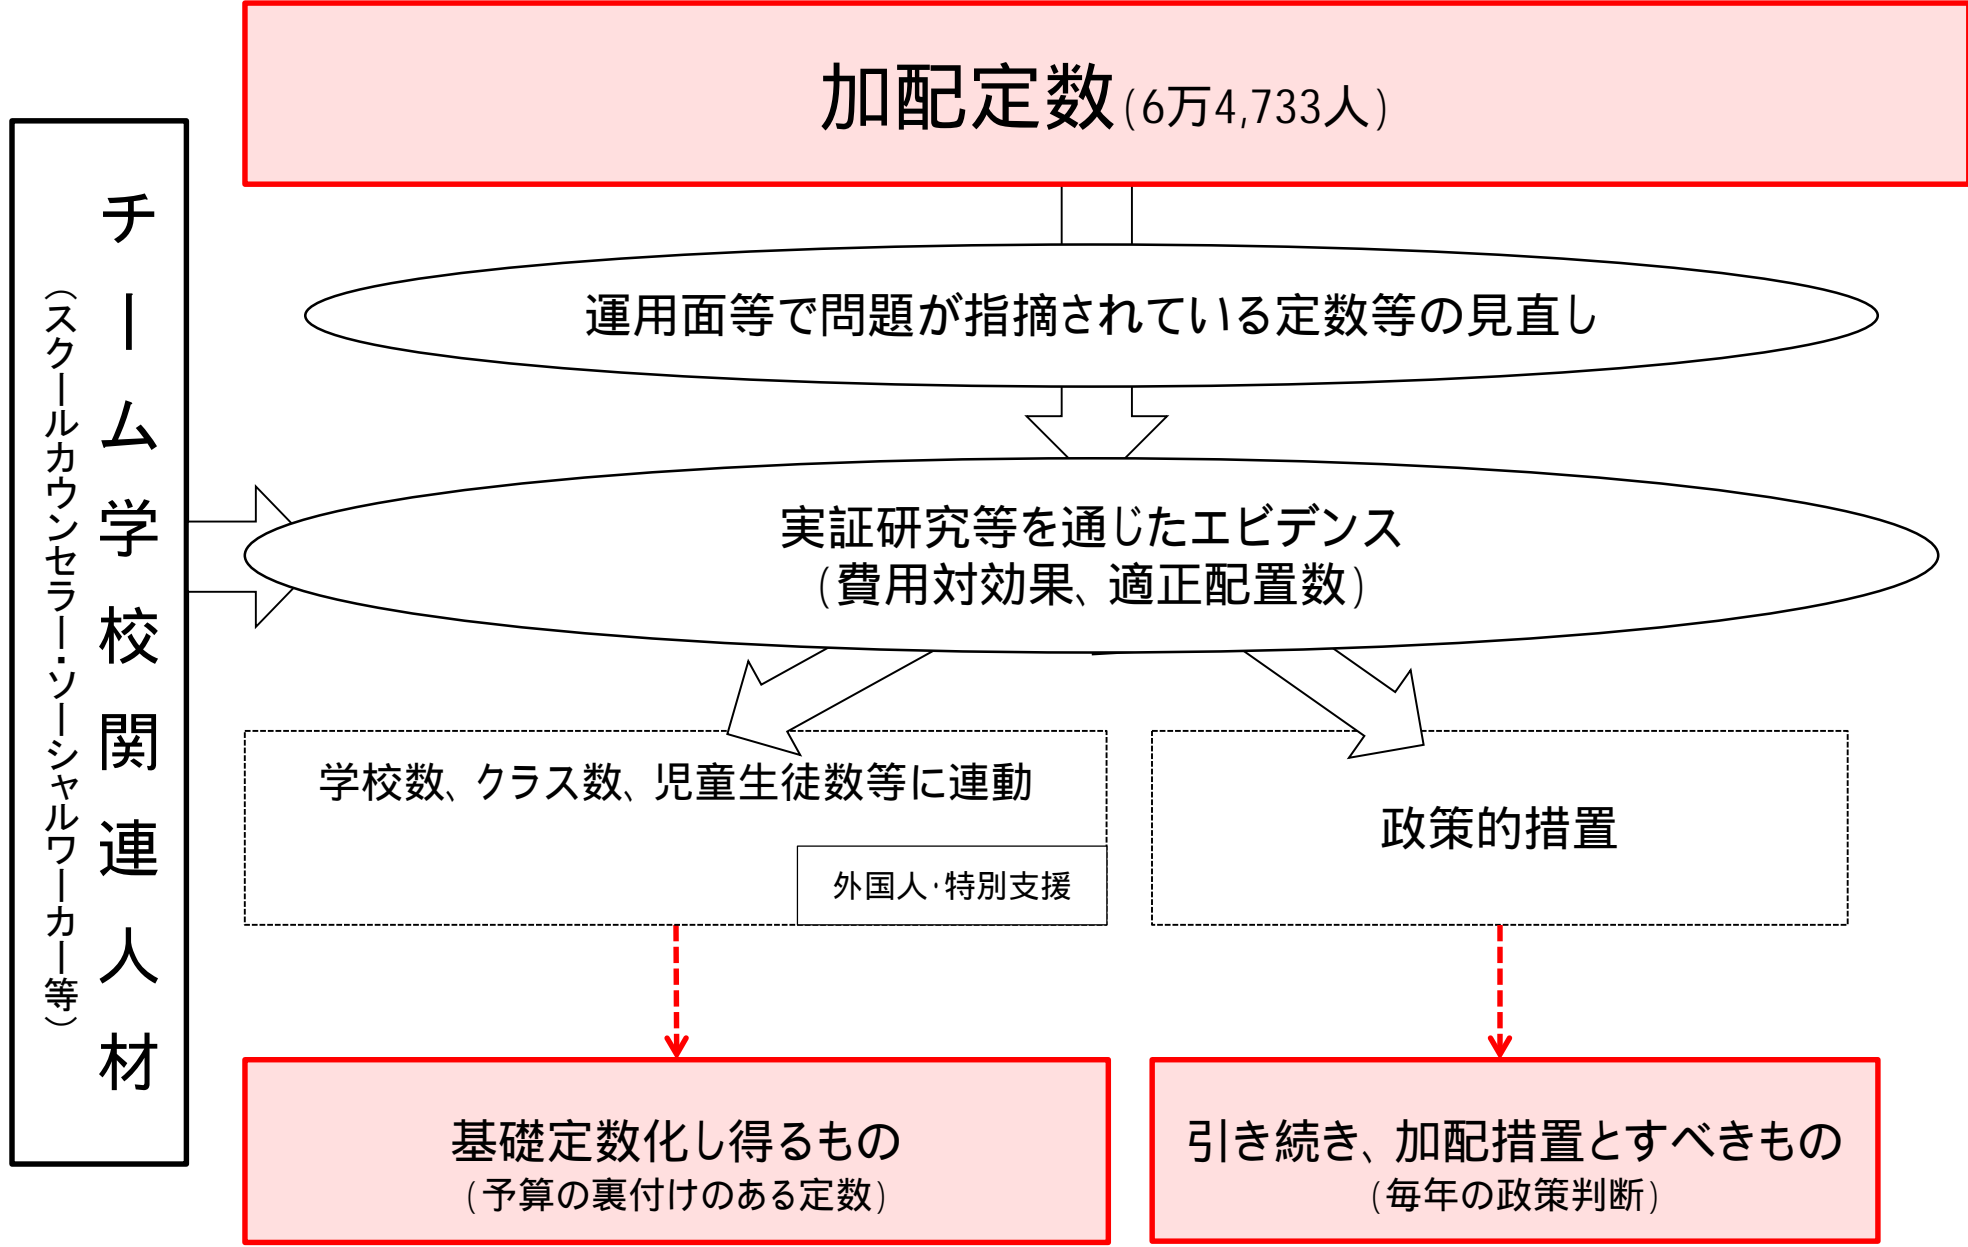 加配定数(6万4,733人)
チーム学校関連人材
(スクールカウンセラー・ソーシャルワーカー等)
運用面等で問題が指摘されている定数等の見直し
実証研究等を通じたエビデンス
(費用対効果、適正配置数)
学校数、クラス数、児童生徒数等に連動
外国人・特別支援
政策的措置
基礎定数化し得るもの
(予算の裏付けのある定数)
引き続き、加配措置とすべきもの
(毎年の政策判断)